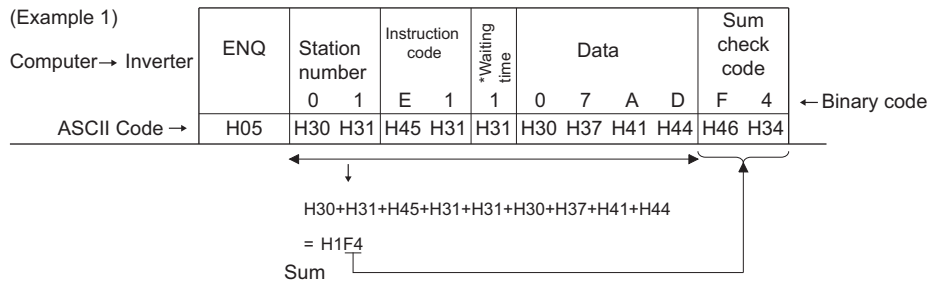 (Example 1)
Computer→ Inverter
ENQ
Station
number
Instruction
code
*Waiting
time
Data
Sum
check
code
0 1 E 1 1 0 7 A D F 4
←Binary code
ASCII Code →
H05 H30 H31 H45 H31 H31 H30 H37 H41 H44 H46 H34
H30+H31+H45+H31+H31+H30+H37+H41+H44
= H1F4
Sum